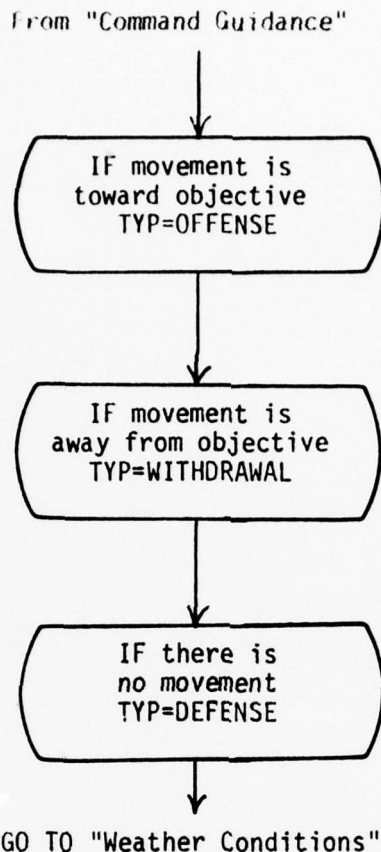 From "Command Guidance"
IF movement is
toward objective
TYP=OFFENSE
IF movement is
away from objective
TYP=WITHDRAWAL
IF there is
no movement
TYP=DEFENSE
GO TO "Weather Conditions"